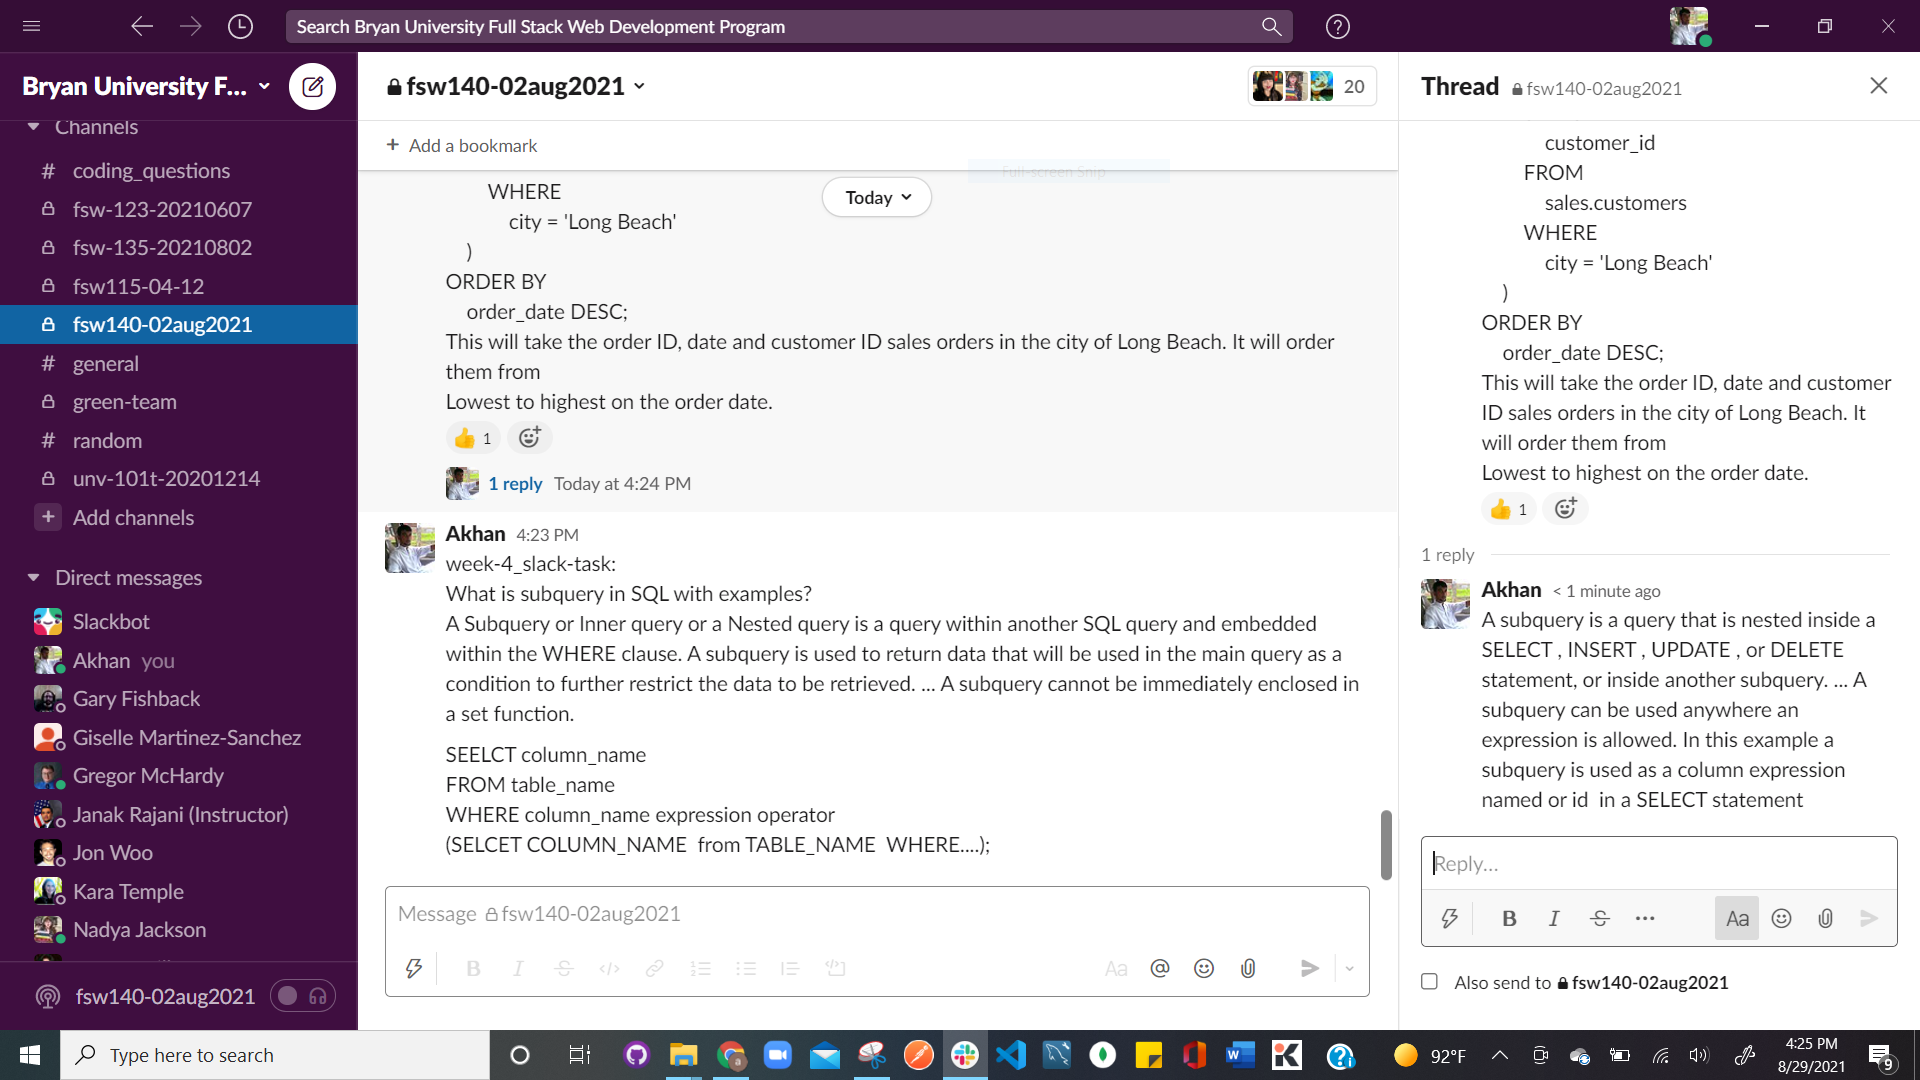 Search Bryan University Full Stack Web Development Program
Bryan University F...
Channels
# coding_questions
fsw-123-20210607
fsw-135-20210802
fsw115-04-12
fsw140-02aug2021
# general
green-team
# random
unv-101t-20201214
+ Add channels
Direct messages
Slackbot
Akhan you
Gary Fishback
Giselle Martinez-Sanchez
Gregor McHardy
Janak Rajani (Instructor)
Jon Woo
Kara Temple
Nadya Jackson
fsw140-02aug2021
fsw140-02aug2021
20
+ Add a bookmark
Full-screen Snip
Today
WHERE
city = 'Long Beach'
)
ORDER BY
order_date DESC;
This will take the order ID, date and customer ID sales orders in the city of Long Beach. It will order
them from
Lowest to highest on the order date.
1
1 reply Today at 4:24 PM
Akhan 4:23 PM
week-4_slack-task:
What is subquery in SQL with examples?
A Subquery or Inner query or a Nested query is a query within another SQL query and embedded
within the WHERE clause. A subquery is used to return data that will be used in the main query as a
condition to further restrict the data to be retrieved. ... A subquery cannot be immediately enclosed in
a set function.
SEELCT column_name
FROM table_name
WHERE column_name expression operator
(SELCET COLUMN_NAME from TABLE_NAME WHERE....);
Message fsw140-02aug2021
B I S
Aa @
Thread fsw140-02aug2021
customer_id
FROM
sales.customers
WHERE
city = 'Long Beach'
)
ORDER BY
order_date DESC;
This will take the order ID, date and customer
ID sales orders in the city of Long Beach. It
will order them from
Lowest to highest on the order date.
1
1 reply
Akhan < 1 minute ago
A subquery is a query that is nested inside a
SELECT , INSERT , UPDATE , or DELETE
statement, or inside another subquery. ... A
subquery can be used anywhere an
expression is allowed. In this example a
subquery is used as a column expression
named or id in a SELECT statement
Reply...
B I S ... Aa
Also send to fsw140-02aug2021
Type here to search
92°F
4:25 PM
8/29/2021
9